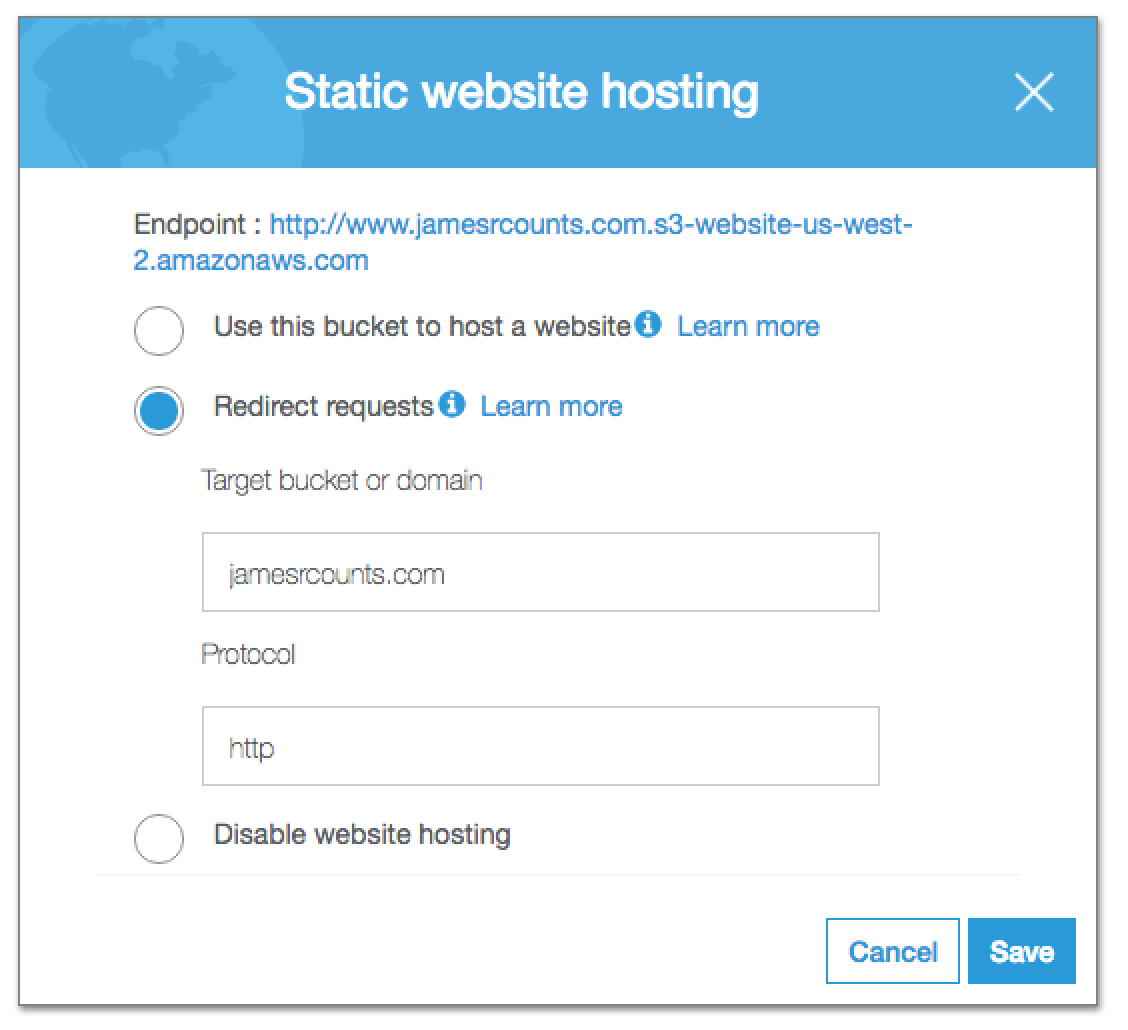 Static website hosting
Endpoint : http://www.jamesrcounts.com.s3-website-us-west-
2.amazonaws.com
Use this bucket to host a website Learn more
Redirect requests Learn more
Target bucket or domain
jamesrcounts.com
Protocol
http
Disable website hosting
Cancel Save